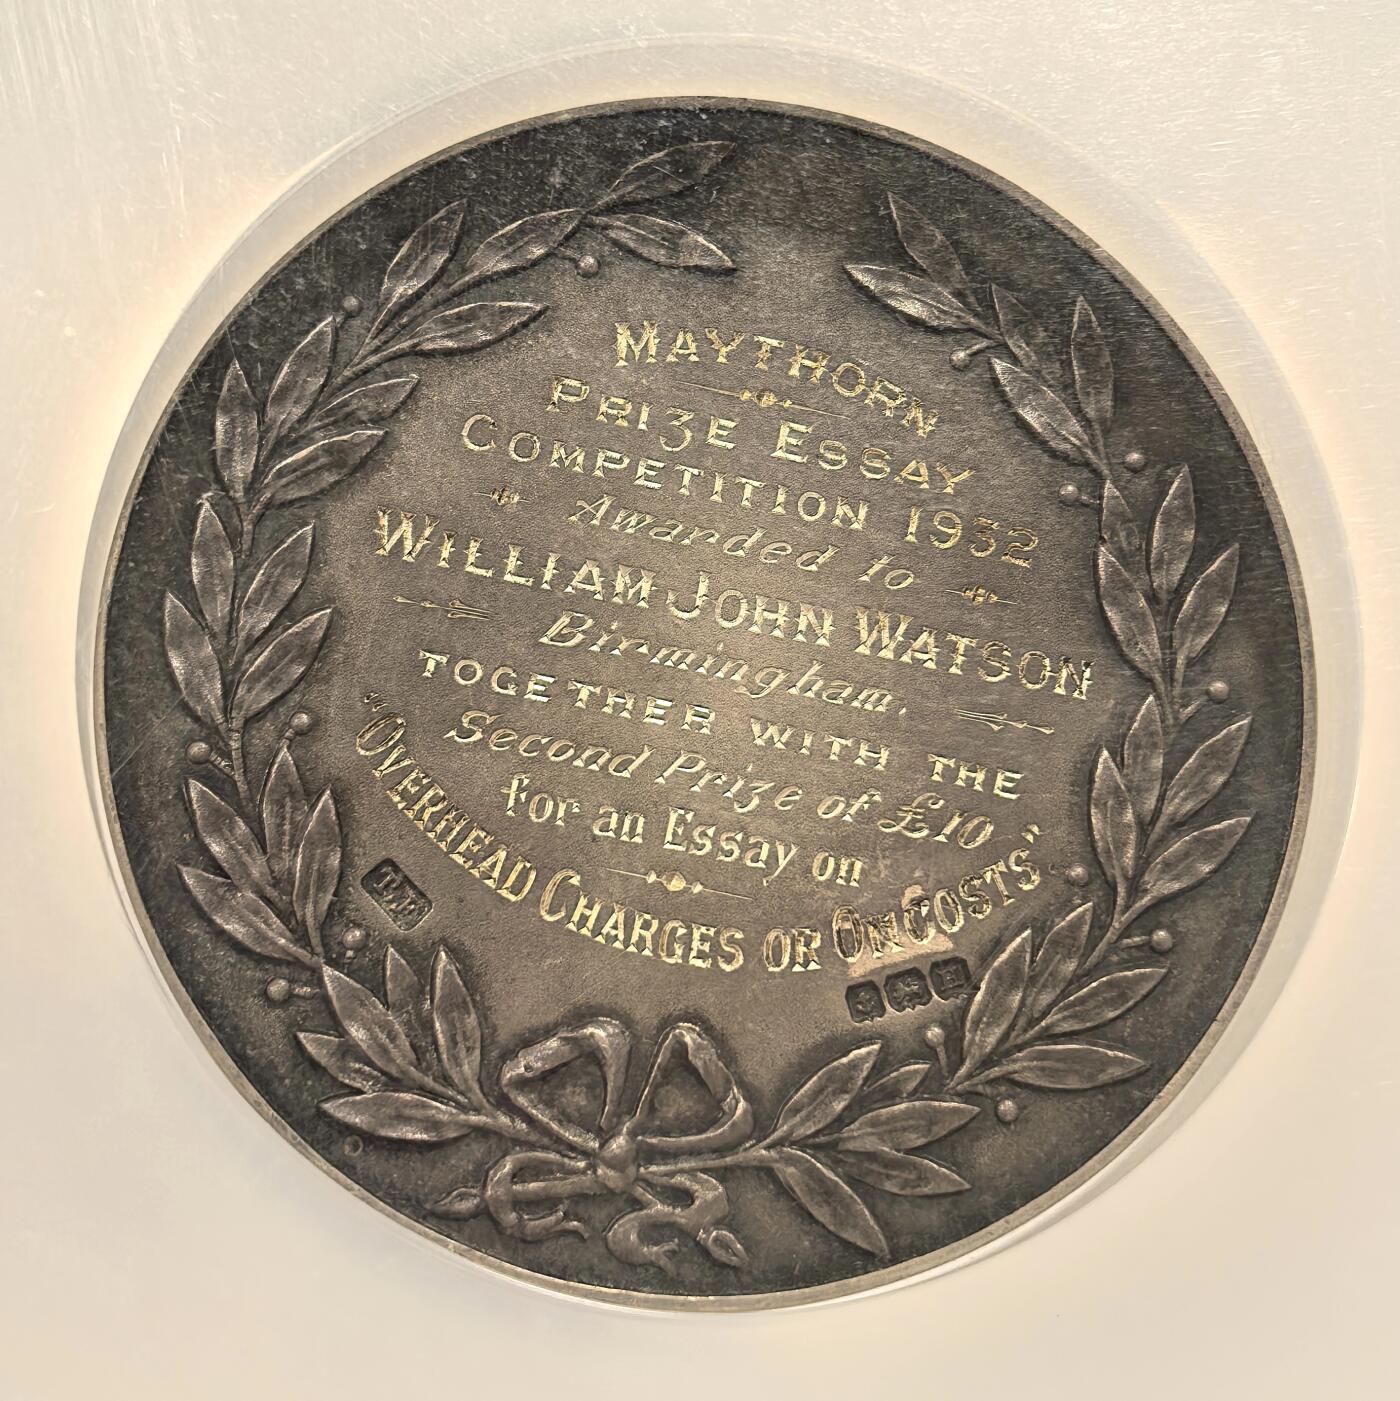 MAYTHORN
PRIZE ESSAY
COMPETITION 1932
Awarded to
WILLIAM JOHN WATSON
Birmingham.
TOGETHER WITH THE
Second Prize of £10
for an Essay on
"OVERHEAD CHARGES OR ONCOSTS"